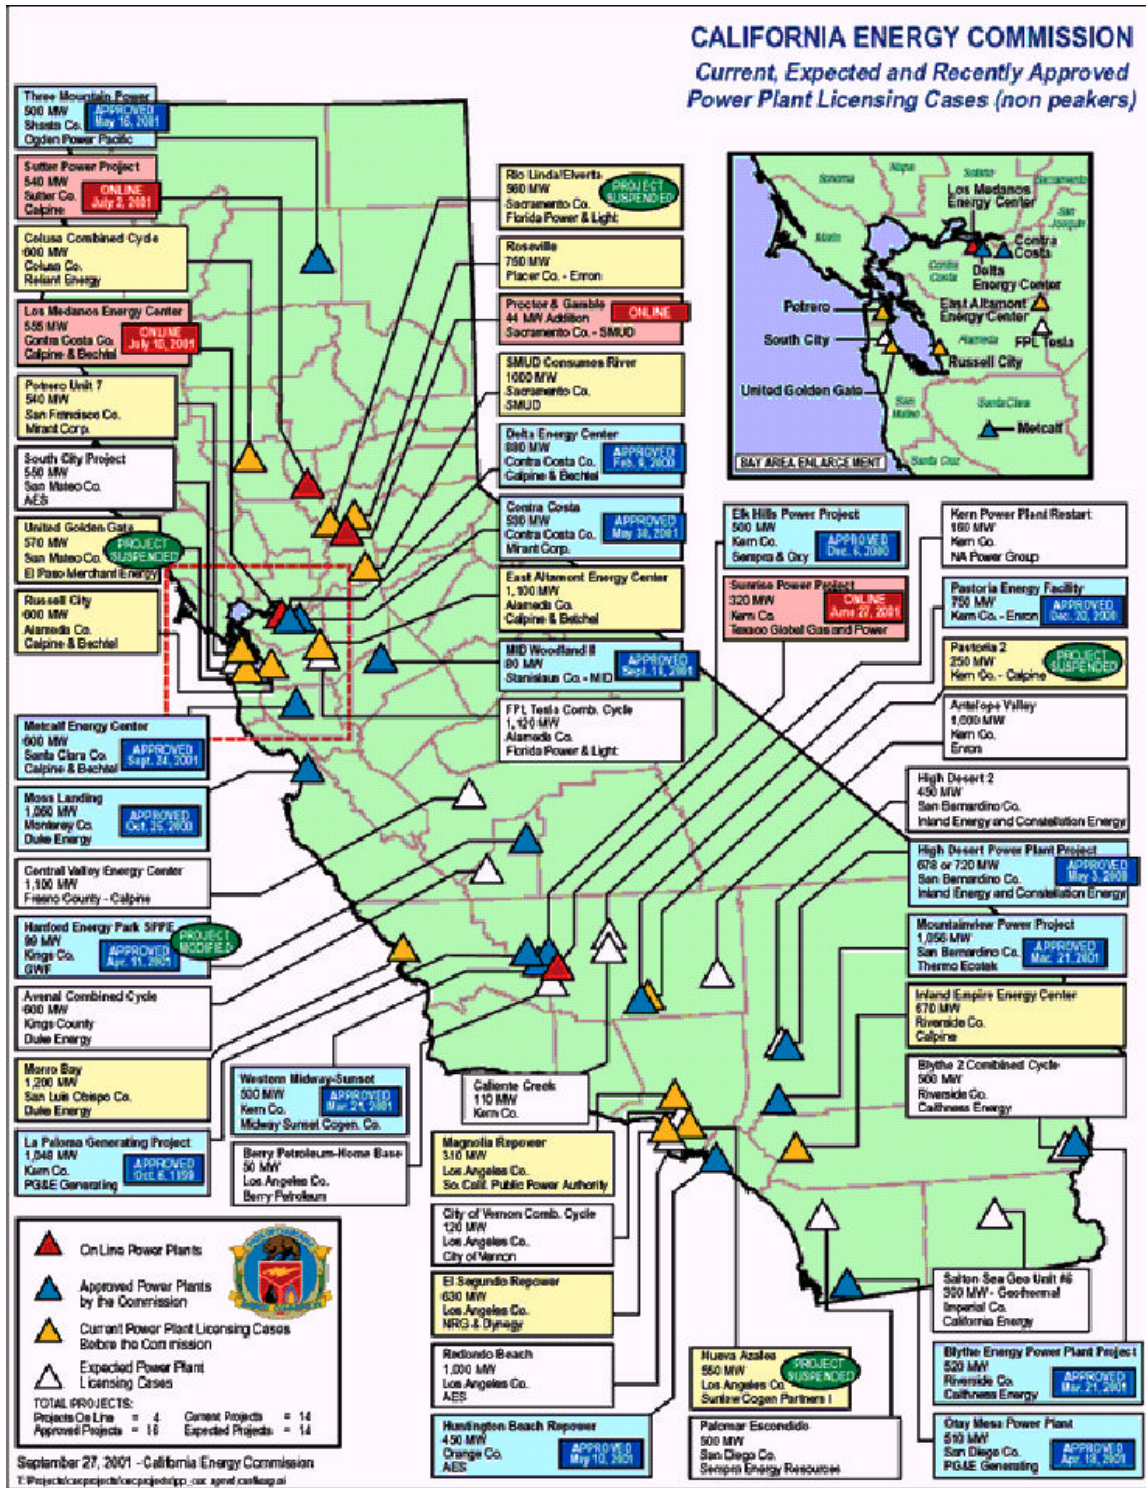 CALIFORNIA ENERGY COMMISSION
Current, Expected and Recently Approved
Power Plant Licensing Cases (non peakers)
Three Mountain Power
500 MW
Shasta Co.
Ogden Power Pacific
APPROVED
May 16, 2001
Sutter Power Project
540 MW
Sutter Co.
Calpine
ONLINE
July 2, 2001
Colusa Combined Cycle
600 MW
Colusa Co.
Reliant Energy
Los Medanos Energy Center
555 MW
Contra Costa Co.
Calpine & Bechtel
ONLINE
July 10, 2001
Potrero Unit 7
540 MW
San Francisco Co.
Mirant Corp.
South City Project
550 MW
San Mateo Co.
AES
United Golden Gate
570 MW
San Mateo Co.
El Paso Merchant Energy
PROJECT
SUSPENDED
Russell City
600 MW
Alameda Co.
Calpine & Bechtel
Metcalf Energy Center
600 MW
Santa Clara Co.
Calpine & Bechtel
APPROVED
Sept. 24, 2001
Moss Landing
1,060 MW
Monterey Co.
Duke Energy
APPROVED
Oct. 25, 2000
Central Valley Energy Center
1,100 MW
Fresno County - Calpine
Hanford Energy Park SPPE
99 MW
Kings Co.
GWF
APPROVED
Apr. 11, 2001
PROJECT
MODIFIED
Avenal Combined Cycle
600 MW
Kings County
Duke Energy
Morro Bay
1,200 MW
San Luis Obispo Co.
Duke Energy
La Paloma Generating Project
1,048 MW
Kern Co.
PG&E Generating
APPROVED
Oct. 6, 1999
Rio Linda/Elverta
560 MW
Sacramento Co.
Florida Power & Light
PROJECT
SUSPENDED
Roseville
750 MW
Placer Co. - Enron
Proctor & Gamble
44 MW Addition
Sacramento Co. - SMUD
ONLINE
SMUD Consumes River
1000 MW
Sacramento Co.
SMUD
Delta Energy Center
880 MW
Contra Costa Co.
Calpine & Bechtel
APPROVED
Feb. 9, 2000
Contra Costa
530 MW
Contra Costa Co.
Mirant Corp.
APPROVED
May 30, 2001
East Altamont Energy Center
1,100 MW
Alameda Co.
Calpine & Bechtel
MID Woodland II
80 MW
Stanislaus Co. - MID
APPROVED
FPL Tesla Comb. Cycle
1,120 MW
Alameda Co.
Florida Power & Light
Sonoma
Napa
Solano
Sacramento
Los Medanos
Energy Center
San
Joaquin
Marin
Contra
Costa
Contra
Costa
Delta
Energy Center
Potrero
East Altamont
Energy Center
FPL Tesla
South City
Alameda
Russell City
United Golden Gate
San
Mateo
Santa Clara
Metcalf
Santa Cruz
BAY AREA ENLARGEMENT
Elk Hills Power Project
500 MW
Kern Co.
Sempra & Oxy
APPROVED
Dec. 6, 2000
Sunrise Power Project
320 MW
Kern Co.
Texaco Global Gas and Power
ONLINE
June 27, 2001
Kern Power Plant Restart
160 MW
Kern Co.
NA Power Group
Pastoria Energy Facility
750 MW
Kern Co. - Enron
APPROVED
Dec. 20, 2000
Pastoria 2
250 MW
Kern Co. - Calpine
PROJECT
SUSPENDED
Antelope Valley
1,000 MW
Kern Co.
Enron
High Desert 2
450 MW
San Bernardino Co.
Inland Energy and Constellation Energy
High Desert Power Plant Project
678 or 720 MW
San Bernardino Co.
Inland Energy and Constellation Energy
APPROVED
May 3, 2000
Mountainview Power Project
1,056 MW
San Bernardino Co.
Thermo Ecotek
APPROVED
Mar. 21, 2001
Inland Empire Energy Center
670 MW
Riverside Co.
Calpine
Blythe 2 Combined Cycle
560 MW
Riverside Co.
Caithness Energy
Western Midway-Sunset
500 MW
Kern Co.
Midway Sunset Cogen. Co.
APPROVED
Mar. 21, 2001
Berry Petroleum-Home Base
50 MW
Los Angeles Co.
Berry Petroleum
Caliente Creek
110 MW
Kern Co.
Magnolia Repower
310 MW
Los Angeles Co.
So. Calif. Public Power Authority
City of Vernon Comb. Cycle
120 MW
Los Angeles Co.
City of Vernon
El Segundo Repower
630 MW
Los Angeles Co.
NRG & Dynegy
Redondo Beach
1,000 MW
Los Angeles Co.
AES
Huntington Beach Repower
450 MW
Orange Co.
AES
APPROVED
May 10, 2001
Nueva Azalea
550 MW
Los Angeles Co.
Sunlaw Cogen Partners I
PROJECT
SUSPENDED
Palomar Escondido
500 MW
San Diego Co.
Sempra Energy Resources
Salton Sea Geo Unit #6
300 MW - Geothermal
Imperial Co.
California Energy
Blythe Energy Power Plant Project
520 MW
Riverside Co.
Caithness Energy
APPROVED
Mar. 21, 2001
Otay Mesa Power Plant
510 MW
San Diego Co.
PG&E Generating
APPROVED
Apr. 18, 2001
On Line Power Plants
Approved Power Plants
by the Commission
Current Power Plant Licensing Cases
Before the Commission
Expected Power Plant
Licensing Cases
TOTAL PROJECTS:
Projects On Line = 4 Current Projects = 14
Approved Projects = 16 Expected Projects = 14
September 27, 2001 - California Energy Commission